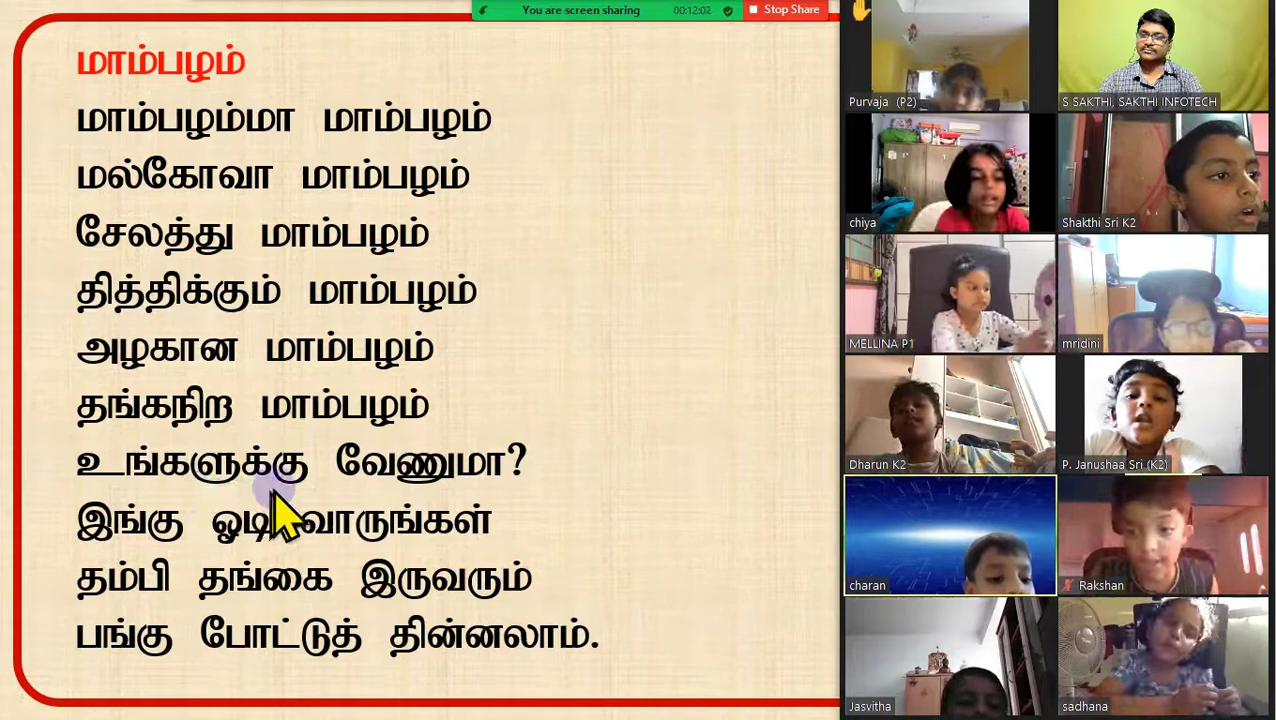 You are screen sharing 00:12:02 Stop Share
மாம்பழம்
மாம்பழம்மா மாம்பழம்
மல்கோவா மாம்பழம்
சேலத்து மாம்பழம்
தித்திக்கும் மாம்பழம்
அழகான மாம்பழம்
தங்கநிற மாம்பழம்
உங்களுக்கு வேணுமா?
இங்கு ஓடி வாருங்கள்
தம்பி தங்கை இருவரும்
பங்கு போட்டுத் தின்னலாம்.
Purvaja (P2)
S SAKTHI, SAKTHI INFOTECH
chiya
Shakthi Sri K2
MELLINA P1
mridini
Dharun K2
P. Janushaa Sri (K2)
charan
Rakshan
Jasvitha
sadhana